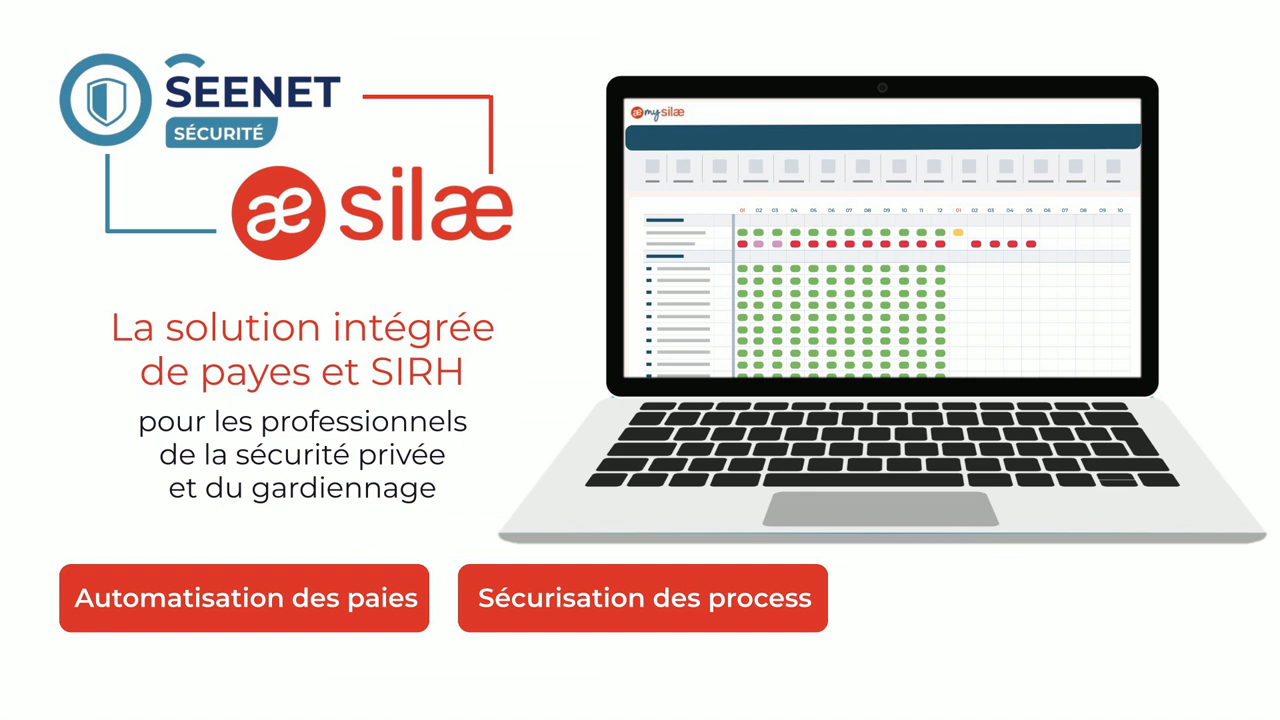 SEENET
SÉCURITÉ
æ silæ
La solution intégrée
de payes et SIRH
pour les professionnels
de la sécurité privée
et du gardiennage
Automatisation des paies
Sécurisation des process
æ my silæ
01 02 03 04 05 06 07 08 09 10 11 12 01 02 03 04 05 06 07 08 09 10